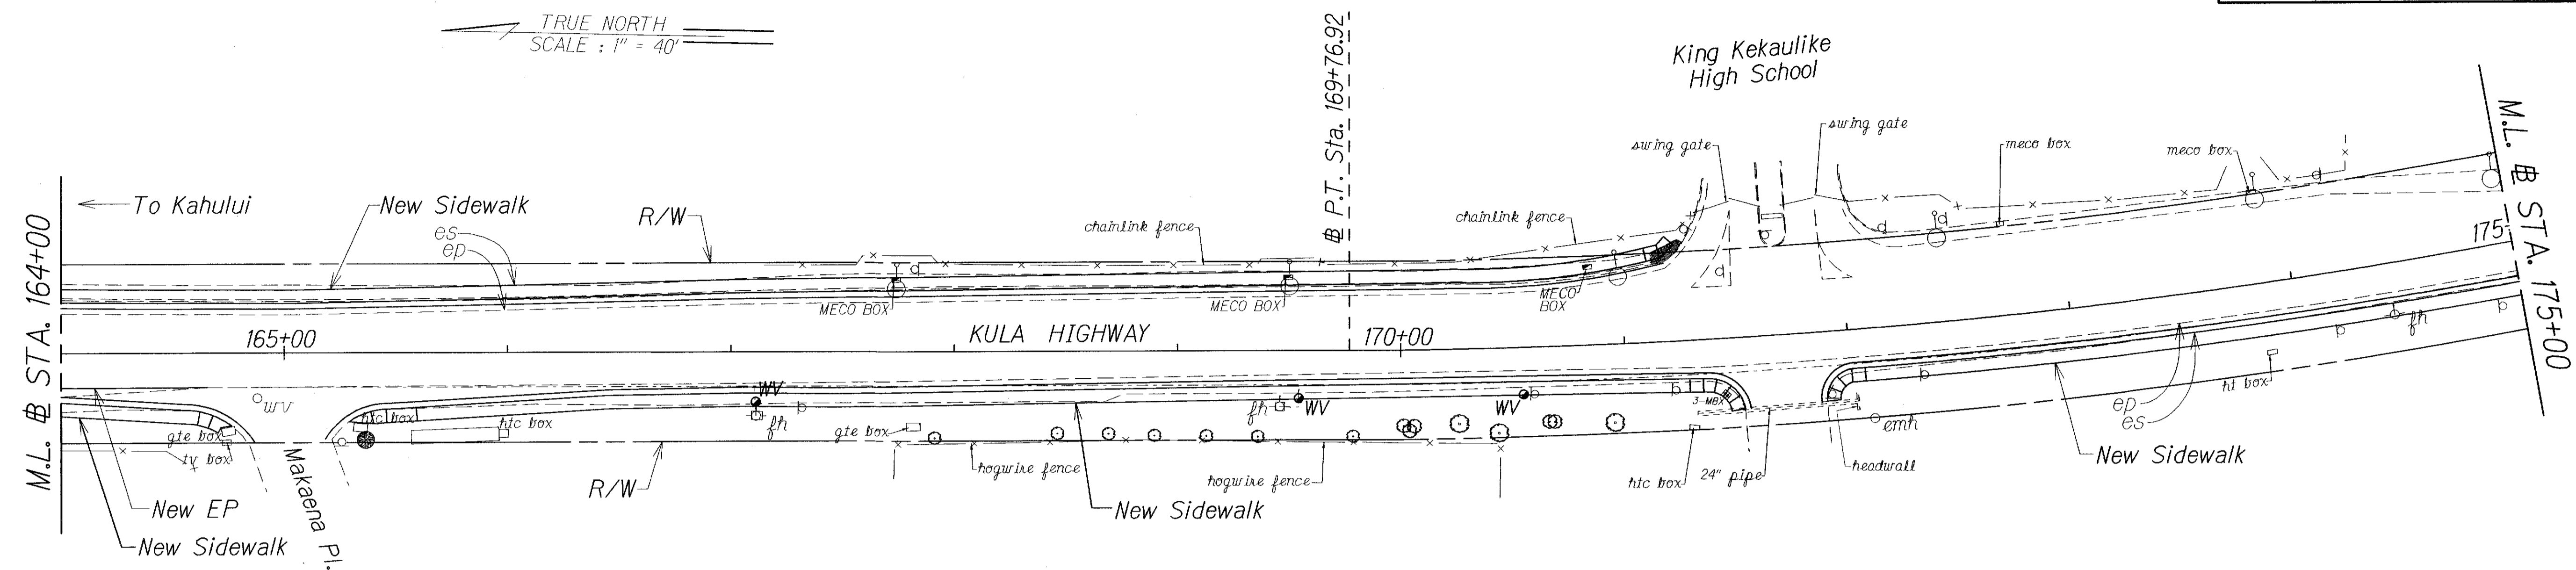 TRUE NORTH
SCALE : 1" = 40'
King Kekaulike
High School
P.T. Sta. 169+76.92
swing gate
swing gate
meco box
meco box
M.L. B STA. 164+00
To Kahului
New Sidewalk
es
ep
R/W
chainlink fence
chainlink fence
d
d
d
d
d
d
MECO BOX
MECO BOX
MECO
BOX
165+00
KULA HIGHWAY
170+00
175
M.L. B STA. 175+00
wv
WV
fh
WV
fh
WV
3-MBX
fh
ht box
htc box
htc box
gte box
tv box
gte box
hogwire fence
hogwire fence
htc box
24" pipe
headwall
emh
ep
es
New Sidewalk
R/W
New Sidewalk
New EP
New Sidewalk
Makaena Pl.